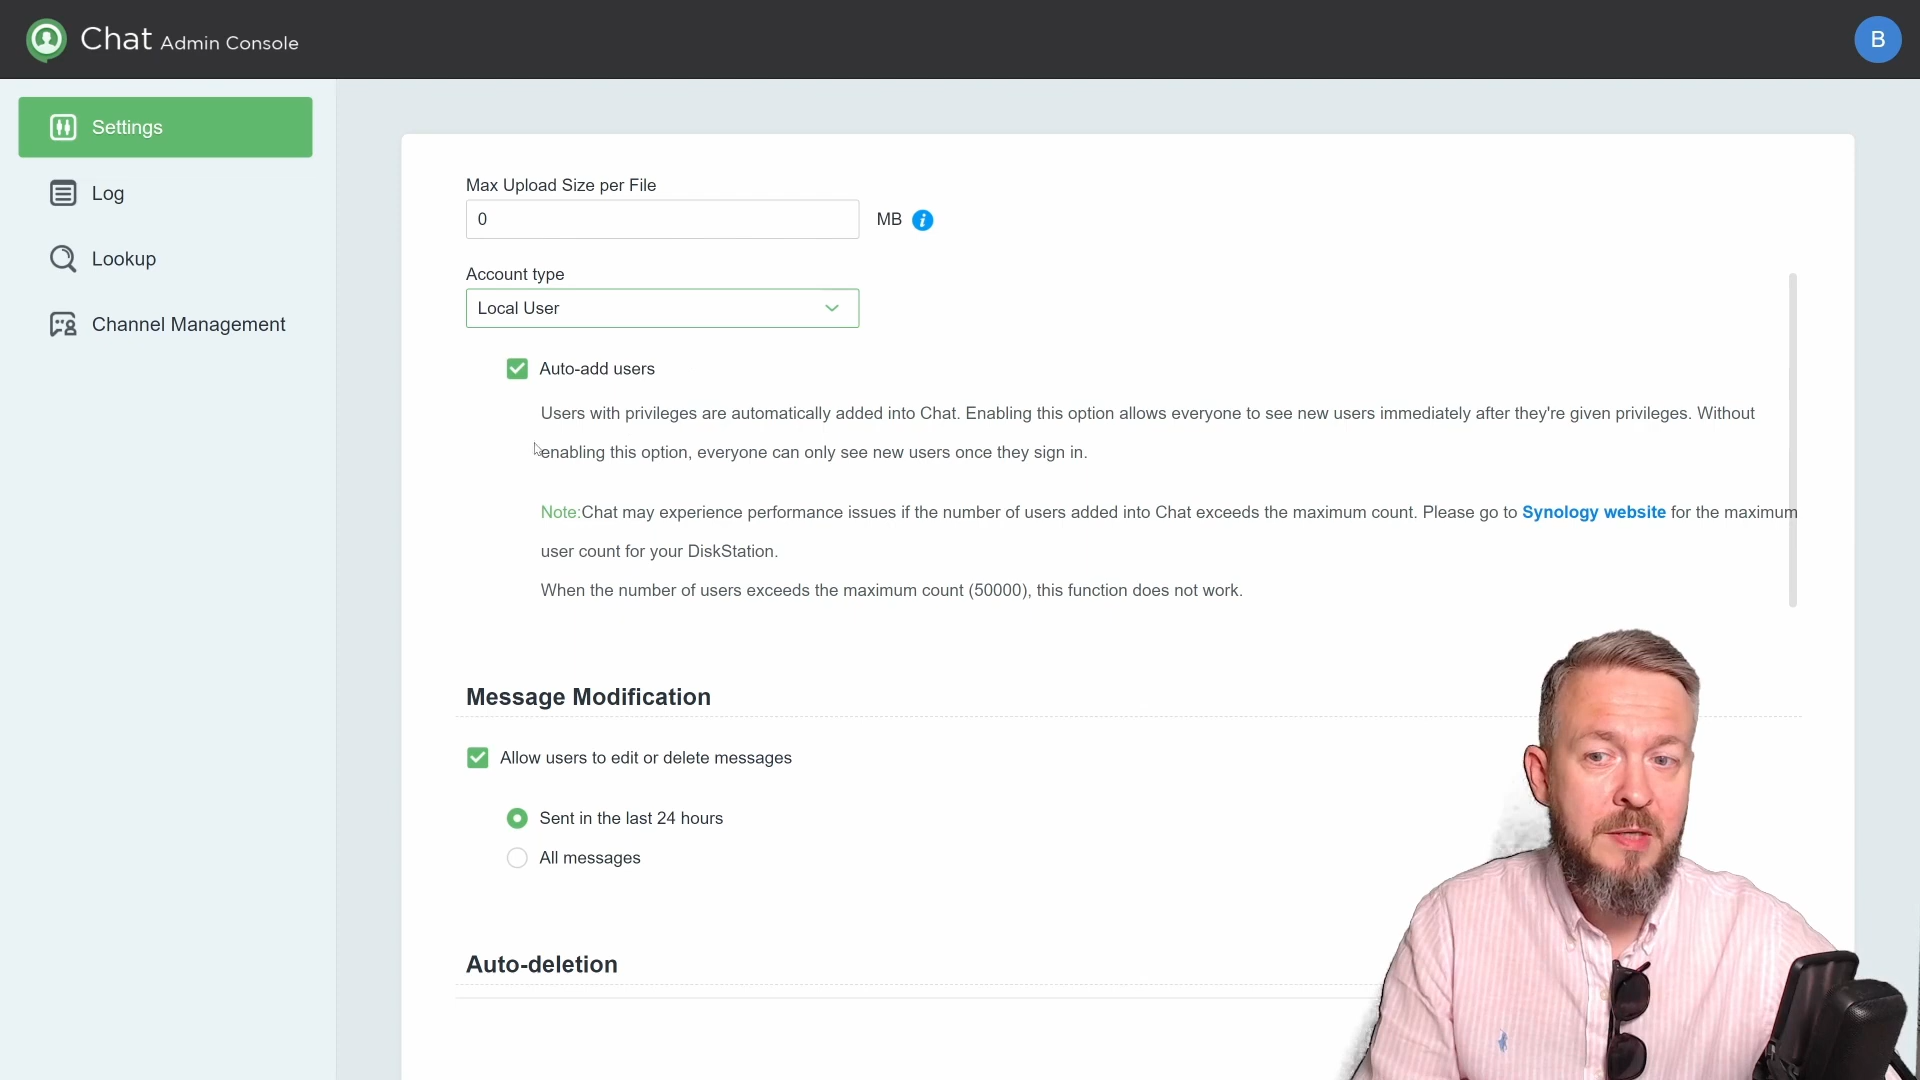 Chat Admin Console
B
Settings
Log
Lookup
Channel Management
Max Upload Size per File
0
MB
Account type
Local User
Auto-add users
Users with privileges are automatically added into Chat. Enabling this option allows everyone to see new users immediately after they're given privileges. Without
enabling this option, everyone can only see new users once they sign in.
Note:Chat may experience performance issues if the number of users added into Chat exceeds the maximum count. Please go to Synology website for the maximum
user count for your DiskStation.
When the number of users exceeds the maximum count (50000), this function does not work.
Message Modification
Allow users to edit or delete messages
Sent in the last 24 hours
All messages
Auto-deletion